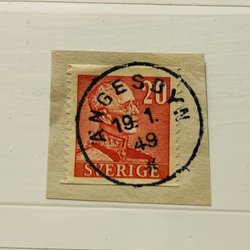 ÄNGESBYN
20
19.1.
49
SVERIGE